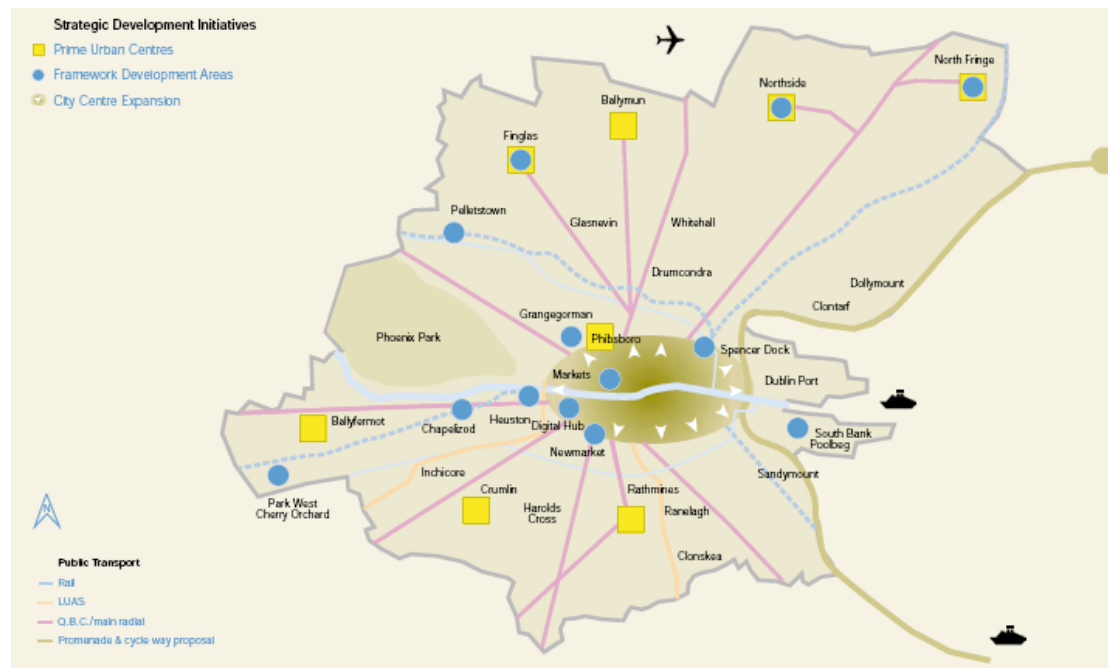 Strategic Development Initiatives
Prime Urban Centres
Framework Development Areas
City Centre Expansion
North Fringe
Northside
Ballymun
Finglas
Pelletstown
Glasnevin
Whitehall
Drumcondra
Dollymount
Clontarf
Grangegorman
Phibsboro
Phoenix Park
Spencer Dock
Markets
Dublin Port
Heuston
Digital Hub
Chapelizod
Ballyfermot
Newmarket
South Bank
Poolbeg
Inchicore
Sandymount
Crumlin
Rathmines
Park West
Cherry Orchard
Harolds
Cross
Ranelagh
Clonskea
N
Public Transport
Rail
LUAS
Q.B.C./main radial
Promenade & cycle way proposal